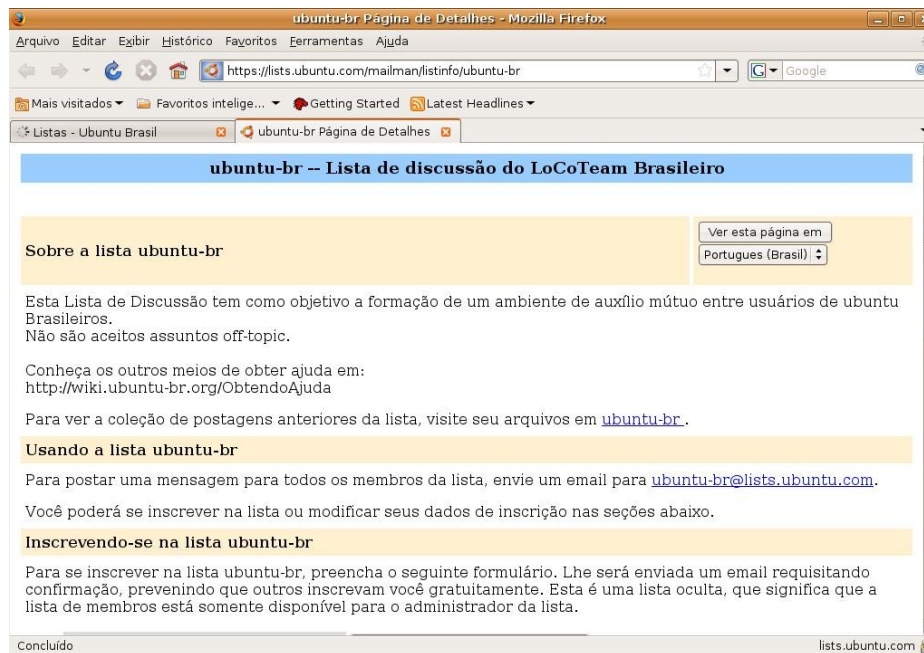 ubuntu-br Página de Detalhes - Mozilla Firefox
Arquivo Editar Exibir Histórico Favoritos Ferramentas Ajuda
https://lists.ubuntu.com/mailman/listinfo/ubuntu-br G Google
Mais visitados Favoritos intelige... Getting Started Latest Headlines
Listas - Ubuntu Brasil ubuntu-br Página de Detalhes
ubuntu-br -- Lista de discussão do LoCoTeam Brasileiro
Sobre a lista ubuntu-br
Ver esta página em
Portugues (Brasil)
Esta Lista de Discussão tem como objetivo a formação de um ambiente de auxílio mútuo entre usuários de ubuntu
Brasileiros.
Não são aceitos assuntos off-topic.
Conheça os outros meios de obter ajuda em:
http://wiki.ubuntu-br.org/ObtendoAjuda
Para ver a coleção de postagens anteriores da lista, visite seu arquivos em ubuntu-br .
Usando a lista ubuntu-br
Para postar uma mensagem para todos os membros da lista, envie um email para ubuntu-br@lists.ubuntu.com.
Você poderá se inscrever na lista ou modificar seus dados de inscrição nas seções abaixo.
Inscrevendo-se na lista ubuntu-br
Para se inscrever na lista ubuntu-br, preencha o seguinte formulário. Lhe será enviada um email requisitando
confirmação, prevenindo que outros inscrevam você gratuitamente. Esta é uma lista oculta, que significa que a
lista de membros está somente disponível para o administrador da lista.
Concluído lists.ubuntu.com